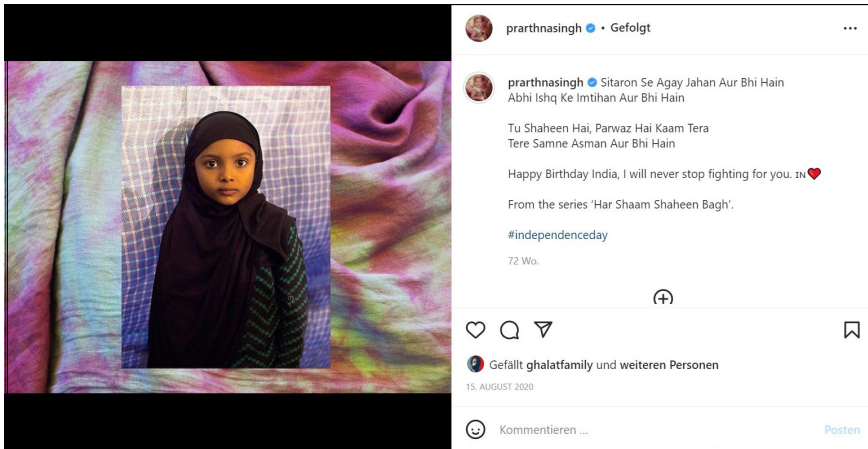 prarthnasingh • Gefolgt
prarthnasingh Sitaron Se Agay Jahan Aur Bhi Hain
Abhi Ishq Ke Imtihan Aur Bhi Hain
Tu Shaheen Hai, Parwaz Hai Kaam Tera
Tere Samne Asman Aur Bhi Hain
Happy Birthday India, I will never stop fighting for you. IN❤️
From the series ‘Har Shaam Shaheen Bagh’.
#independenceday
72 Wo.
Gefällt ghalatfamily und weiteren Personen
15. AUGUST 2020
Kommentieren ...
Posten